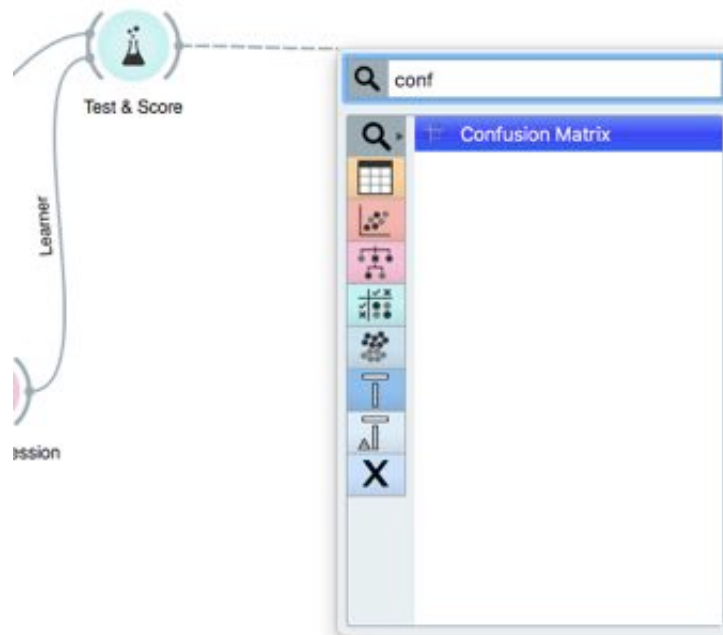 conf
Test & Score
Confusion Matrix
Learner
ession